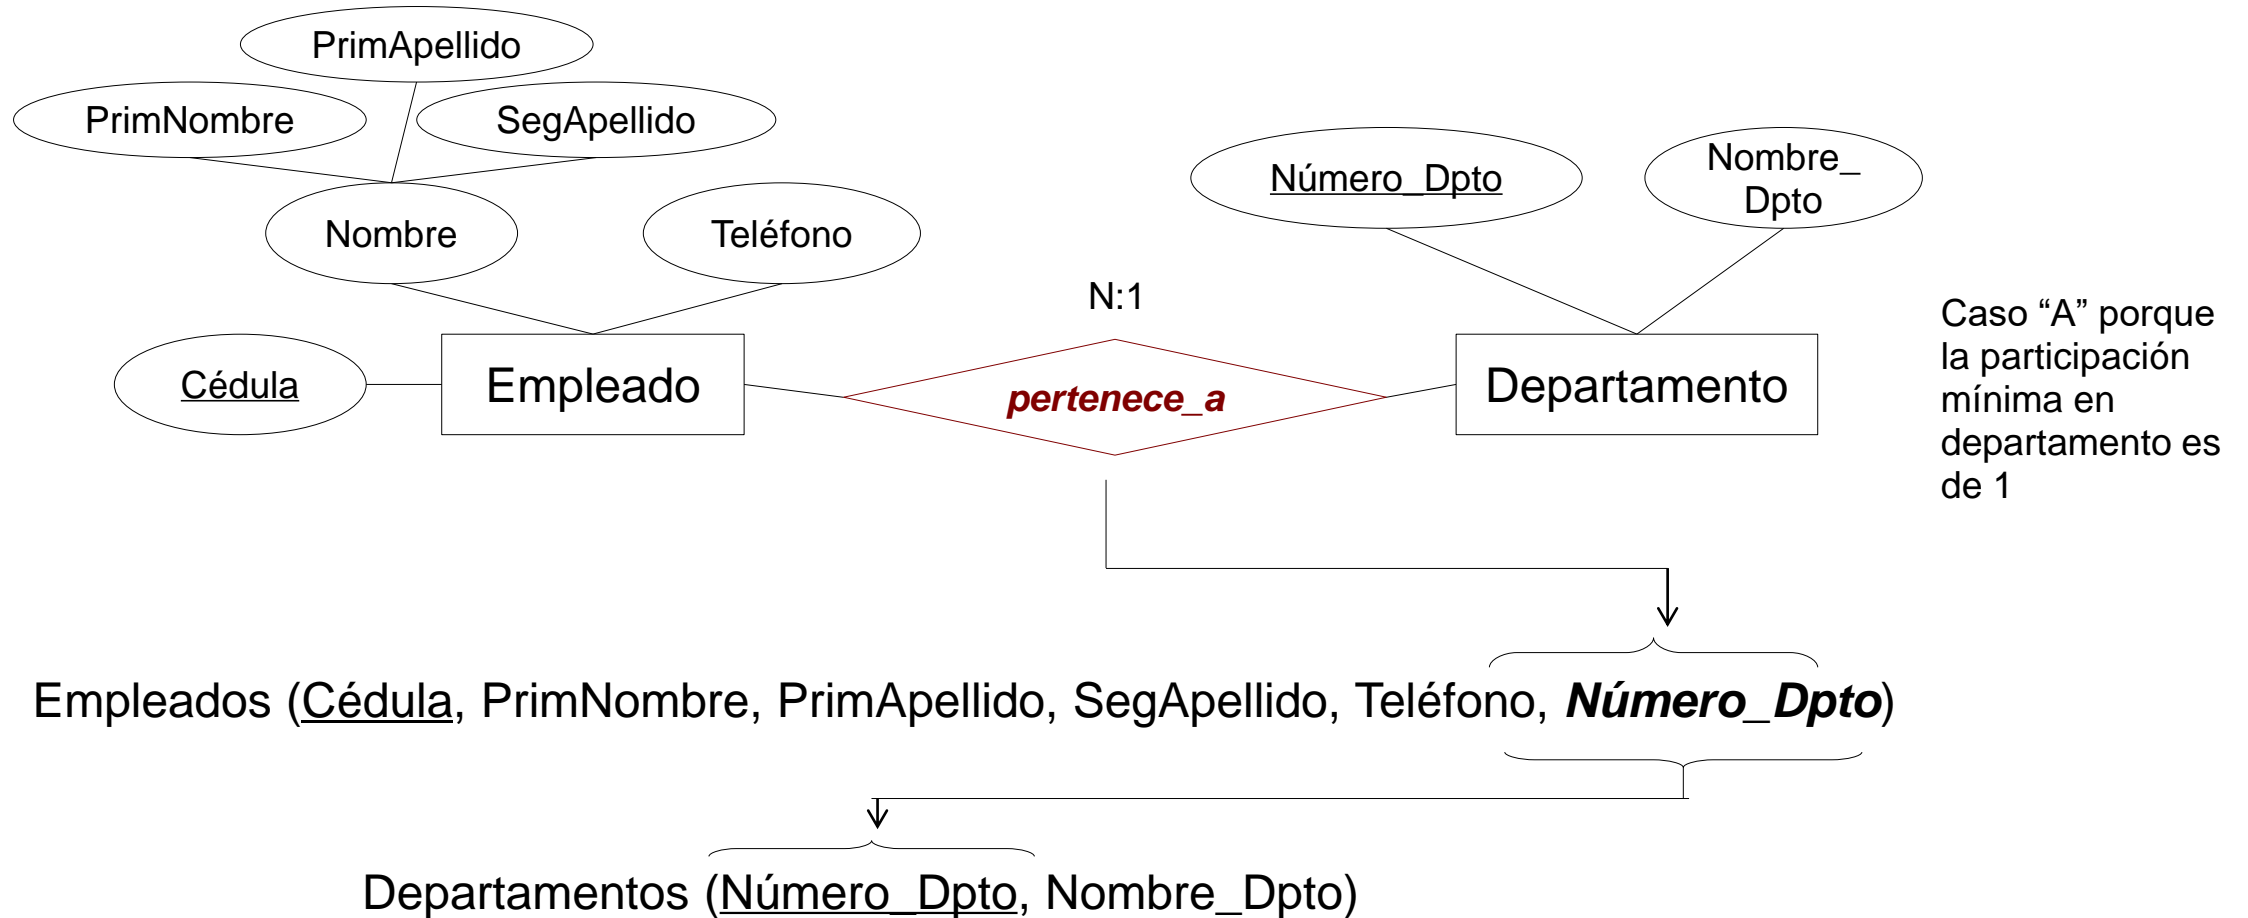 PrimApellido
PrimNombre
SegApellido
Nombre
Teléfono
Número_Dpto
Nombre_
Dpto
N:1
Cédula
Empleado
pertenece_a
Departamento
Caso “A” porque
la participación
mínima en
departamento es
de 1
Empleados (Cédula, PrimNombre, PrimApellido, SegApellido, Teléfono, Número_Dpto)
Departamentos (Número_Dpto, Nombre_Dpto)